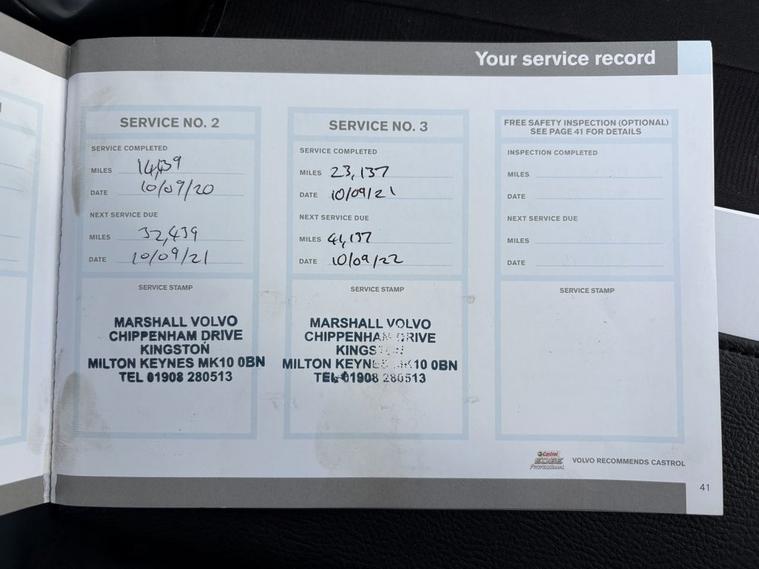 Your service record
SERVICE NO. 2
SERVICE COMPLETED
MILES 14,439
DATE 10/09/20
NEXT SERVICE DUE
MILES 32,439
DATE 10/09/21
SERVICE STAMP
MARSHALL VOLVO
CHIPPENHAM DRIVE
KINGSTON
MILTON KEYNES MK10 0BN
TEL 01908 280513
SERVICE NO. 3
SERVICE COMPLETED
MILES 23,137
DATE 10/09/21
NEXT SERVICE DUE
MILES 41,137
DATE 10/09/22
SERVICE STAMP
MARSHALL VOLVO
CHIPPENHAM DRIVE
KINGSTON
MILTON KEYNES MK10 0BN
TEL 01908 280513
FREE SAFETY INSPECTION (OPTIONAL)
SEE PAGE 41 FOR DETAILS
INSPECTION COMPLETED
MILES
DATE
NEXT SERVICE DUE
MILES
DATE
SERVICE STAMP
Castrol
EDGE
Professional
VOLVO RECOMMENDS CASTROL
41